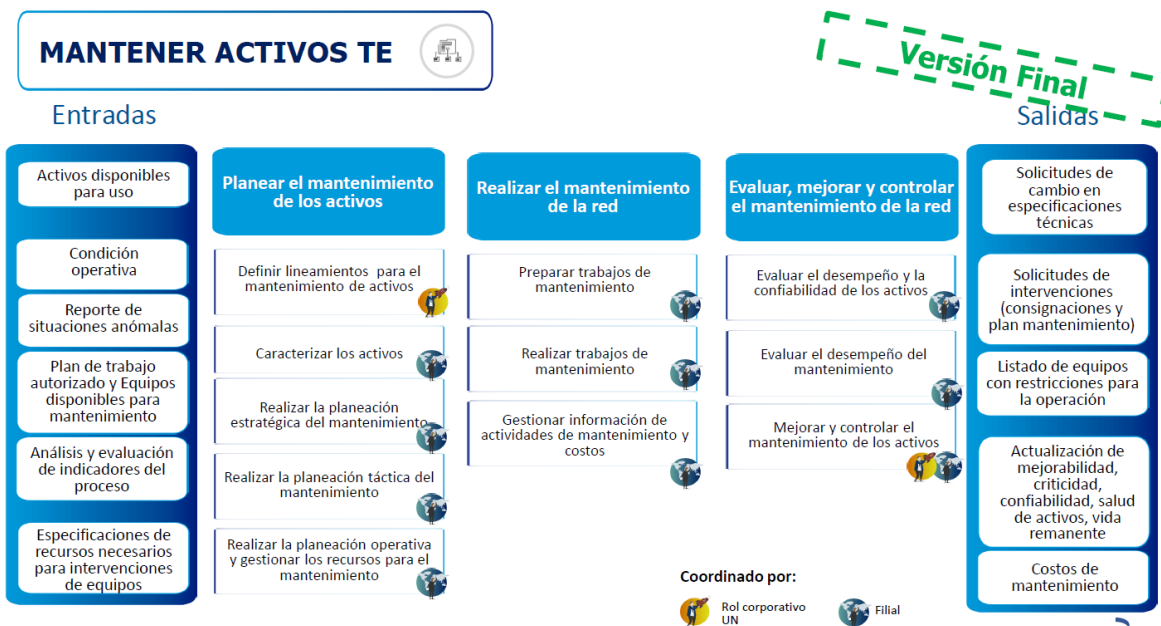 MANTENER ACTIVOS TE
Versión Final
Entradas
Salidas
Activos disponibles
para uso
Condición
operativa
Reporte de
situaciones anómalas
Plan de trabajo
autorizado y Equipos
disponibles para
mantenimiento
Análisis y evaluación
de indicadores del
proceso
Especificaciones de
recursos necesarios
para intervenciones
de equipos
Planear el mantenimiento
de los activos
Definir lineamientos para el
mantenimiento de activos
Caracterizar los activos
Realizar la planeación
estratégica del mantenimiento
Realizar la planeación táctica del
mantenimiento
Realizar la planeación operativa
y gestionar los recursos para el
mantenimiento
Realizar el mantenimiento
de la red
Preparar trabajos de
mantenimiento
Realizar trabajos de
mantenimiento
Gestionar información de
actividades de mantenimiento y
costos
Evaluar, mejorar y controlar
el mantenimiento de la red
Evaluar el desempeño y la
confiabilidad de los activos
Evaluar el desempeño del
mantenimiento
Mejorar y controlar el
mantenimiento de los activos
Solicitudes de
cambio en
especificaciones
técnicas
Solicitudes de
intervenciones
(consignaciones y
plan mantenimiento)
Listado de equipos
con restricciones para
la operación
Actualización de
mejorabilidad,
criticidad,
confiabilidad, salud
de activos, vida
remanente
Costos de
mantenimiento
Coordinado por:
Rol corporativo
UN
Filial